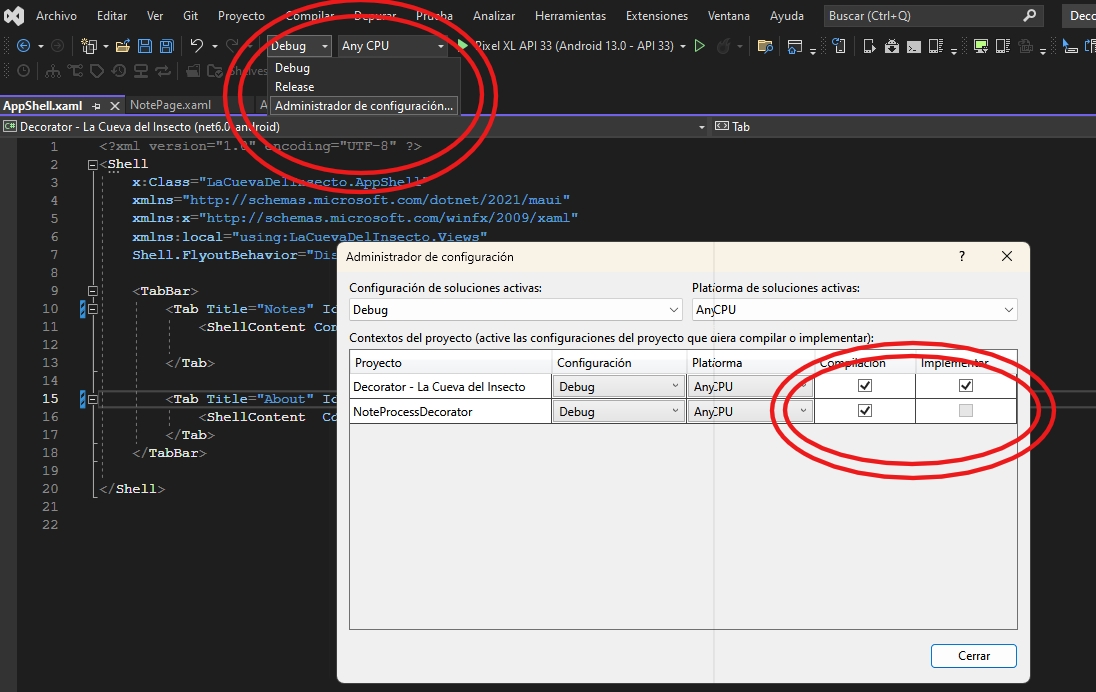 Archivo Editar Ver Git Proyecto Compilar Depurar Prueba Analizar Herramientas Extensiones Ventana Ayuda Buscar (Ctrl+Q) Deco
Debug Any CPU Pixel XL API 33 (Android 13.0 - API 33)
Debug
Release
Administrador de configuración...
Shelves
AppShell.xaml NotePage.xaml A
C# Decorator - La Cueva del Insecto (net6.0-android) Tab
1 <?xml version="1.0" encoding="UTF-8" ?>
2 <Shell
3 x:Class="LaCuevaDelInsecto.AppShell"
4 xmlns="http://schemas.microsoft.com/dotnet/2021/maui"
5 xmlns:x="http://schemas.microsoft.com/winfx/2009/xaml"
6 xmlns:local="using:LaCuevaDelInsecto.Views"
7 Shell.FlyoutBehavior="Dis
8
9 <TabBar>
10 <Tab Title="Notes" Ic
11 <ShellContent Con
12
13 </Tab>
14
15 <Tab Title="About" Ic
16 <ShellContent Co
17 </Tab>
18 </TabBar>
19
20 </Shell>
21
22
Administrador de configuración ?
Configuración de soluciones activas: Plataforma de soluciones activas:
Debug AnyCPU
Contextos del proyecto (active las configuraciones del proyecto que quiera compilar o implementar):
Proyecto Configuración Plataforma Compilación Implementar
Decorator - La Cueva del Insecto Debug AnyCPU
NoteProcessDecorator Debug AnyCPU
Cerrar